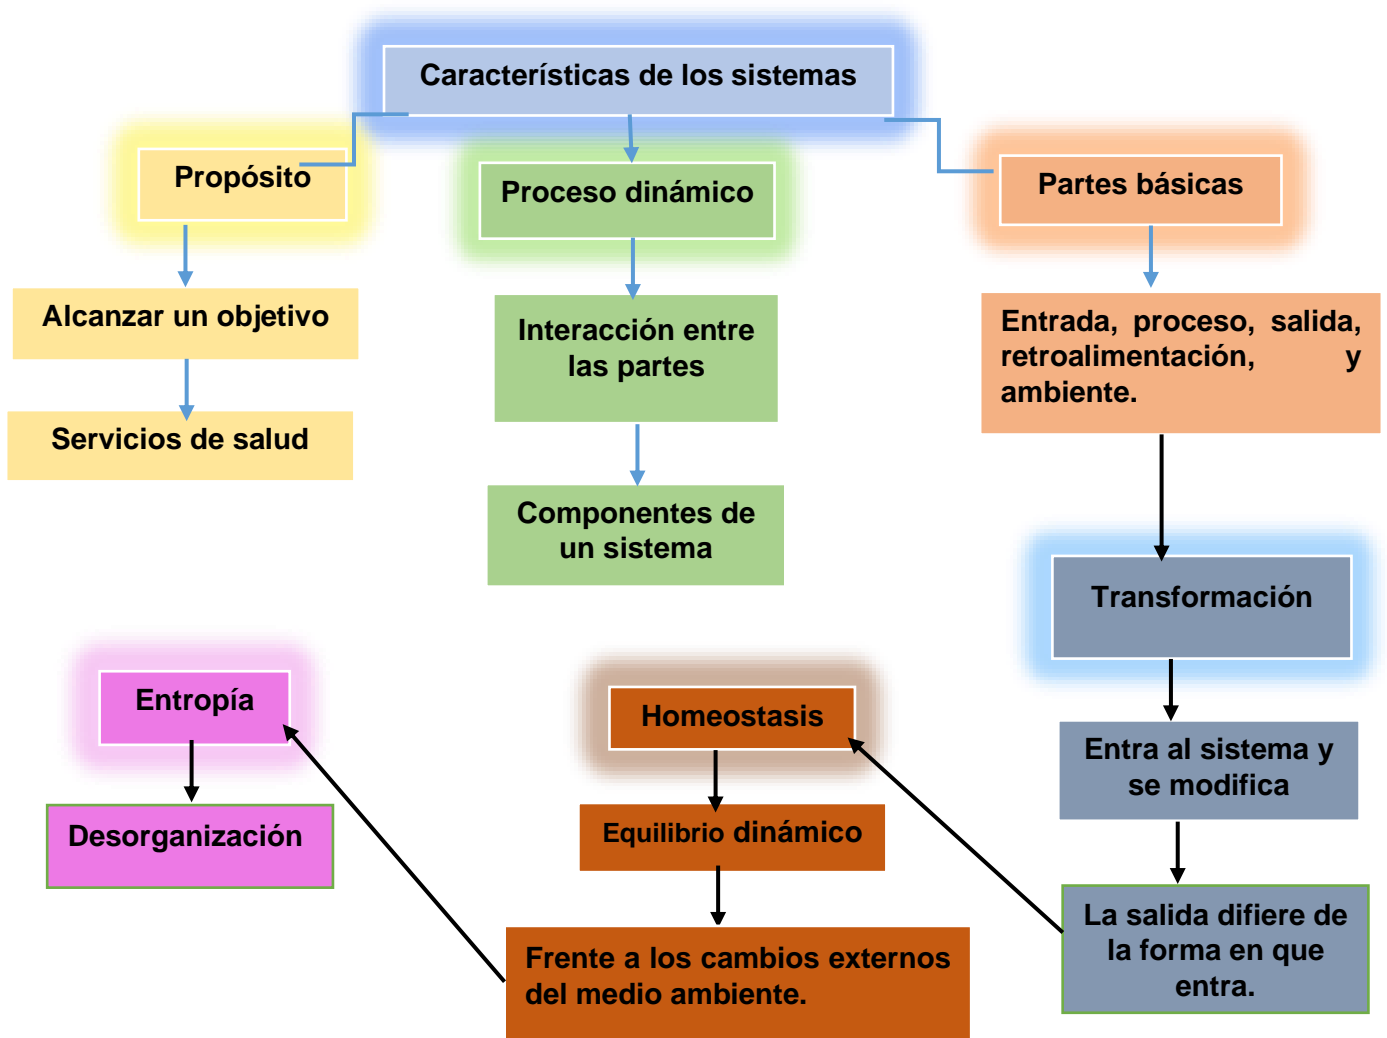 Características de los sistemas
Propósito
Alcanzar un objetivo
Servicios de salud
Proceso dinámico
Interacción entre
las partes
Componentes de
un sistema
Partes básicas
Entrada, proceso, salida,
retroalimentación, y
ambiente.
Transformación
Entra al sistema y
se modifica
La salida difiere de
la forma en que
entra.
Homeostasis
Equilibrio dinámico
Frente a los cambios externos
del medio ambiente.
Entropía
Desorganización